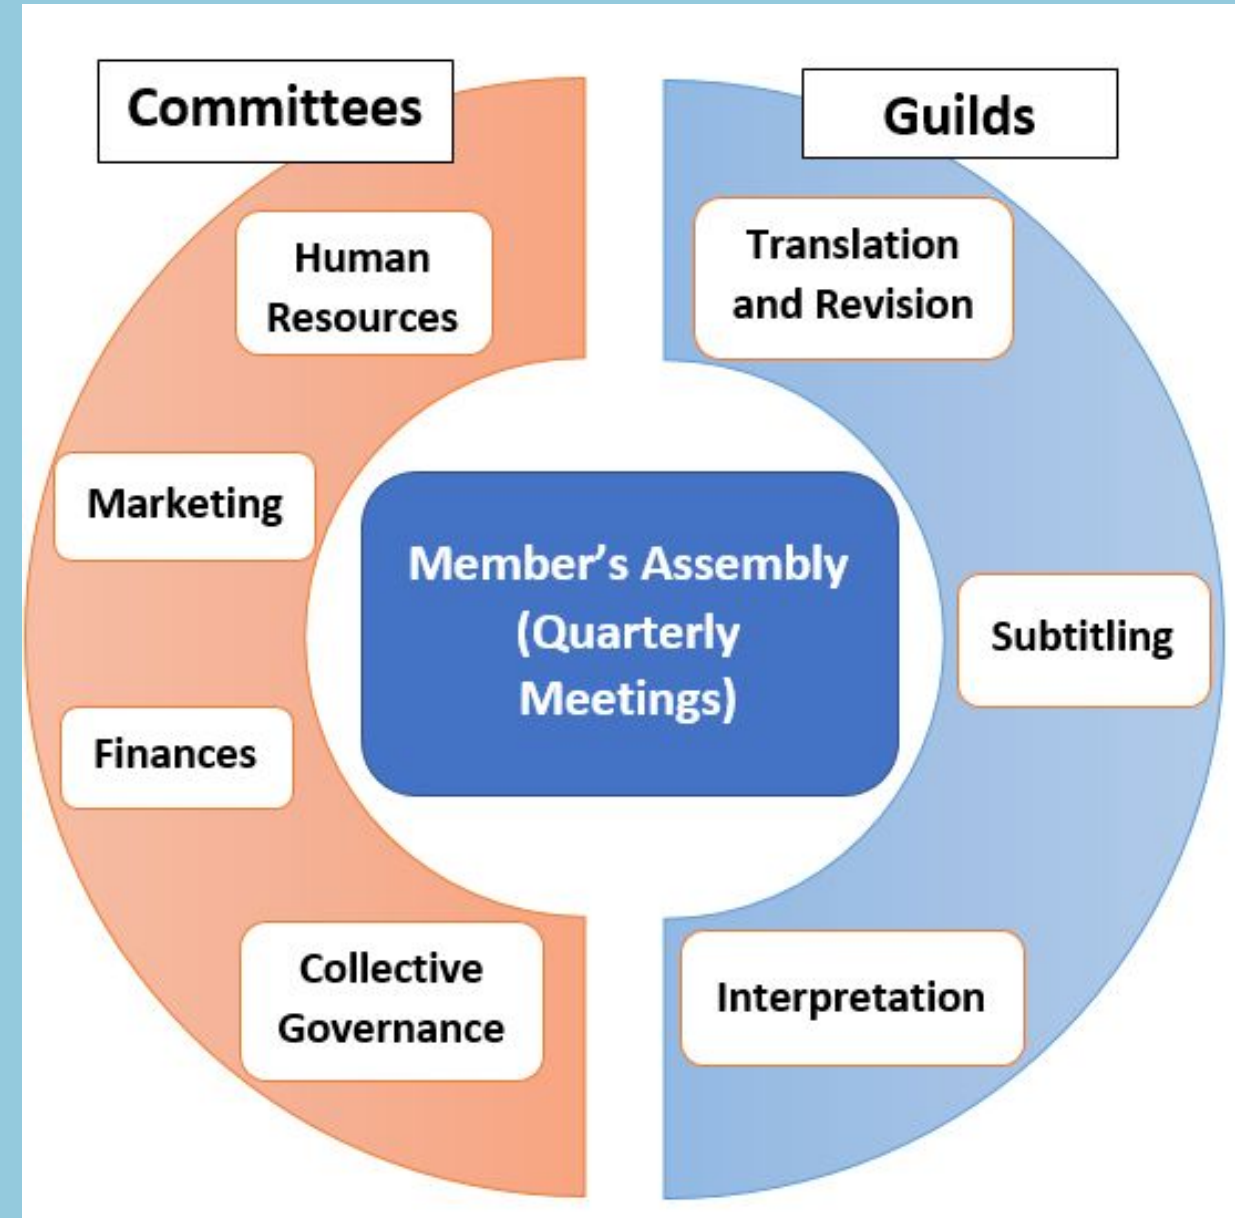 Committees
Human
Resources
Marketing
Finances
Collective
Governance
Member’s Assembly
(Quarterly
Meetings)
Guilds
Translation
and Revision
Subtitling
Interpretation